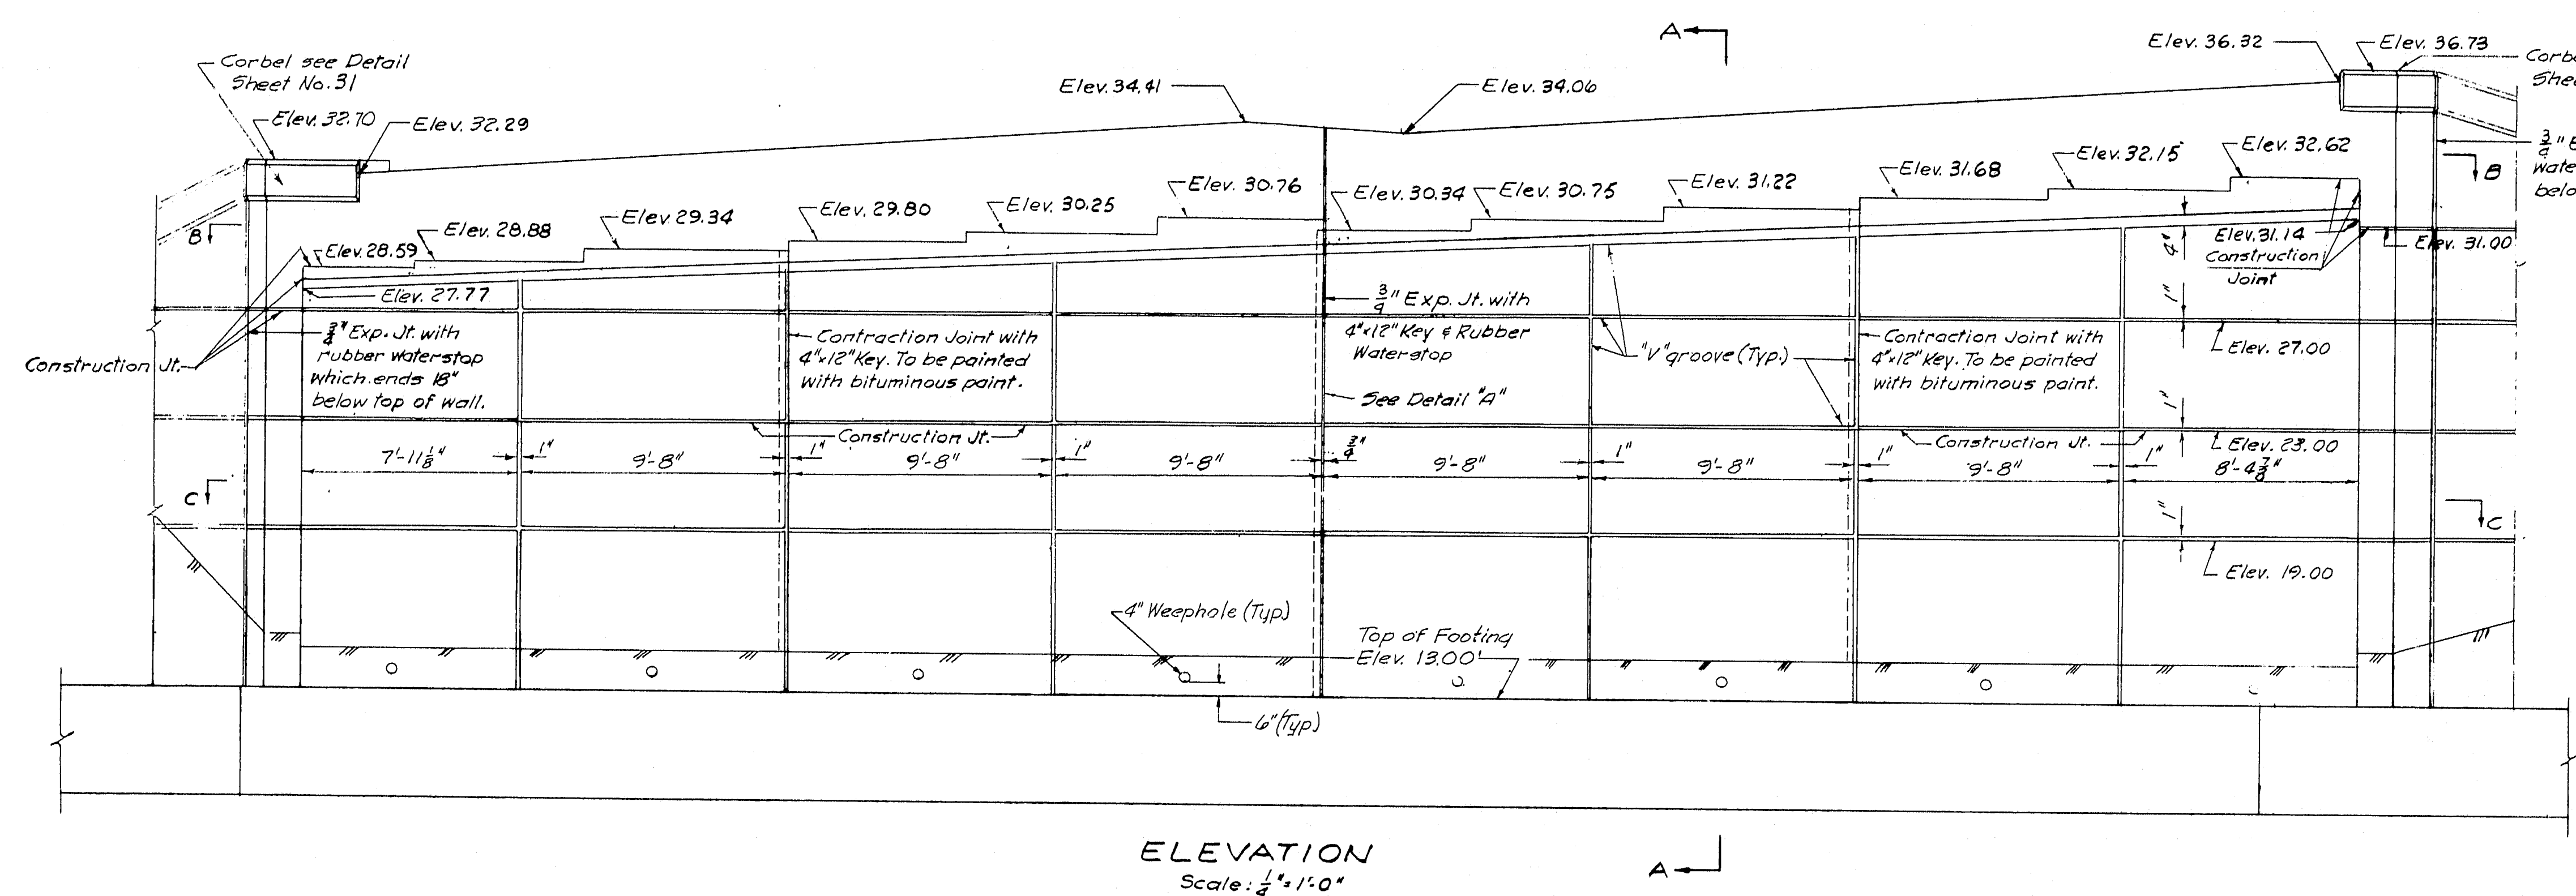 A
Elev. 36.32
Elev. 36.73
Corbel see Detail
Sheet No. 31
Elev. 34.41
Elev. 34.06
Elev. 32.70
Elev. 32.29
3/4"
B
Elev. 30.76
Elev. 30.34
Elev. 30.75
Elev. 31.22
Elev. 31.68
Elev. 32.15
Elev. 32.62
B
Elev. 28.59
Elev. 28.88
Elev. 29.34
Elev. 29.80
Elev. 30.25
4"
Elev. 31.14
Construction
Joint
Elev. 31.00
Elev. 27.77
1"
Construction Jt.
3/4" Exp. Jt. with
rubber waterstop
which ends 18"
below top of wall.
Contraction Joint with
4"x12" Key. To be painted
with bituminous paint.
3/4" Exp. Jt. with
4"x12" Key & Rubber
Waterstop
See Detail "A"
"V" groove (Typ.)
Contraction Joint with
4"x12" Key. To be painted
with bituminous paint.
Elev. 27.00
1"
Construction Jt.
Construction Jt.
Elev. 23.00
7'-11 1/8"
1"
9'-8"
1"
9'-8"
1"
9'-8"
3/4"
9'-8"
1"
9'-8"
1"
9'-8"
1"
8'-4 7/8"
C
1"
C
Elev. 19.00
4" Weephole (Typ)
Top of Footing
Elev. 13.00'
6" (Typ)
ELEVATION
Scale: 1/4" = 1'-0"
A